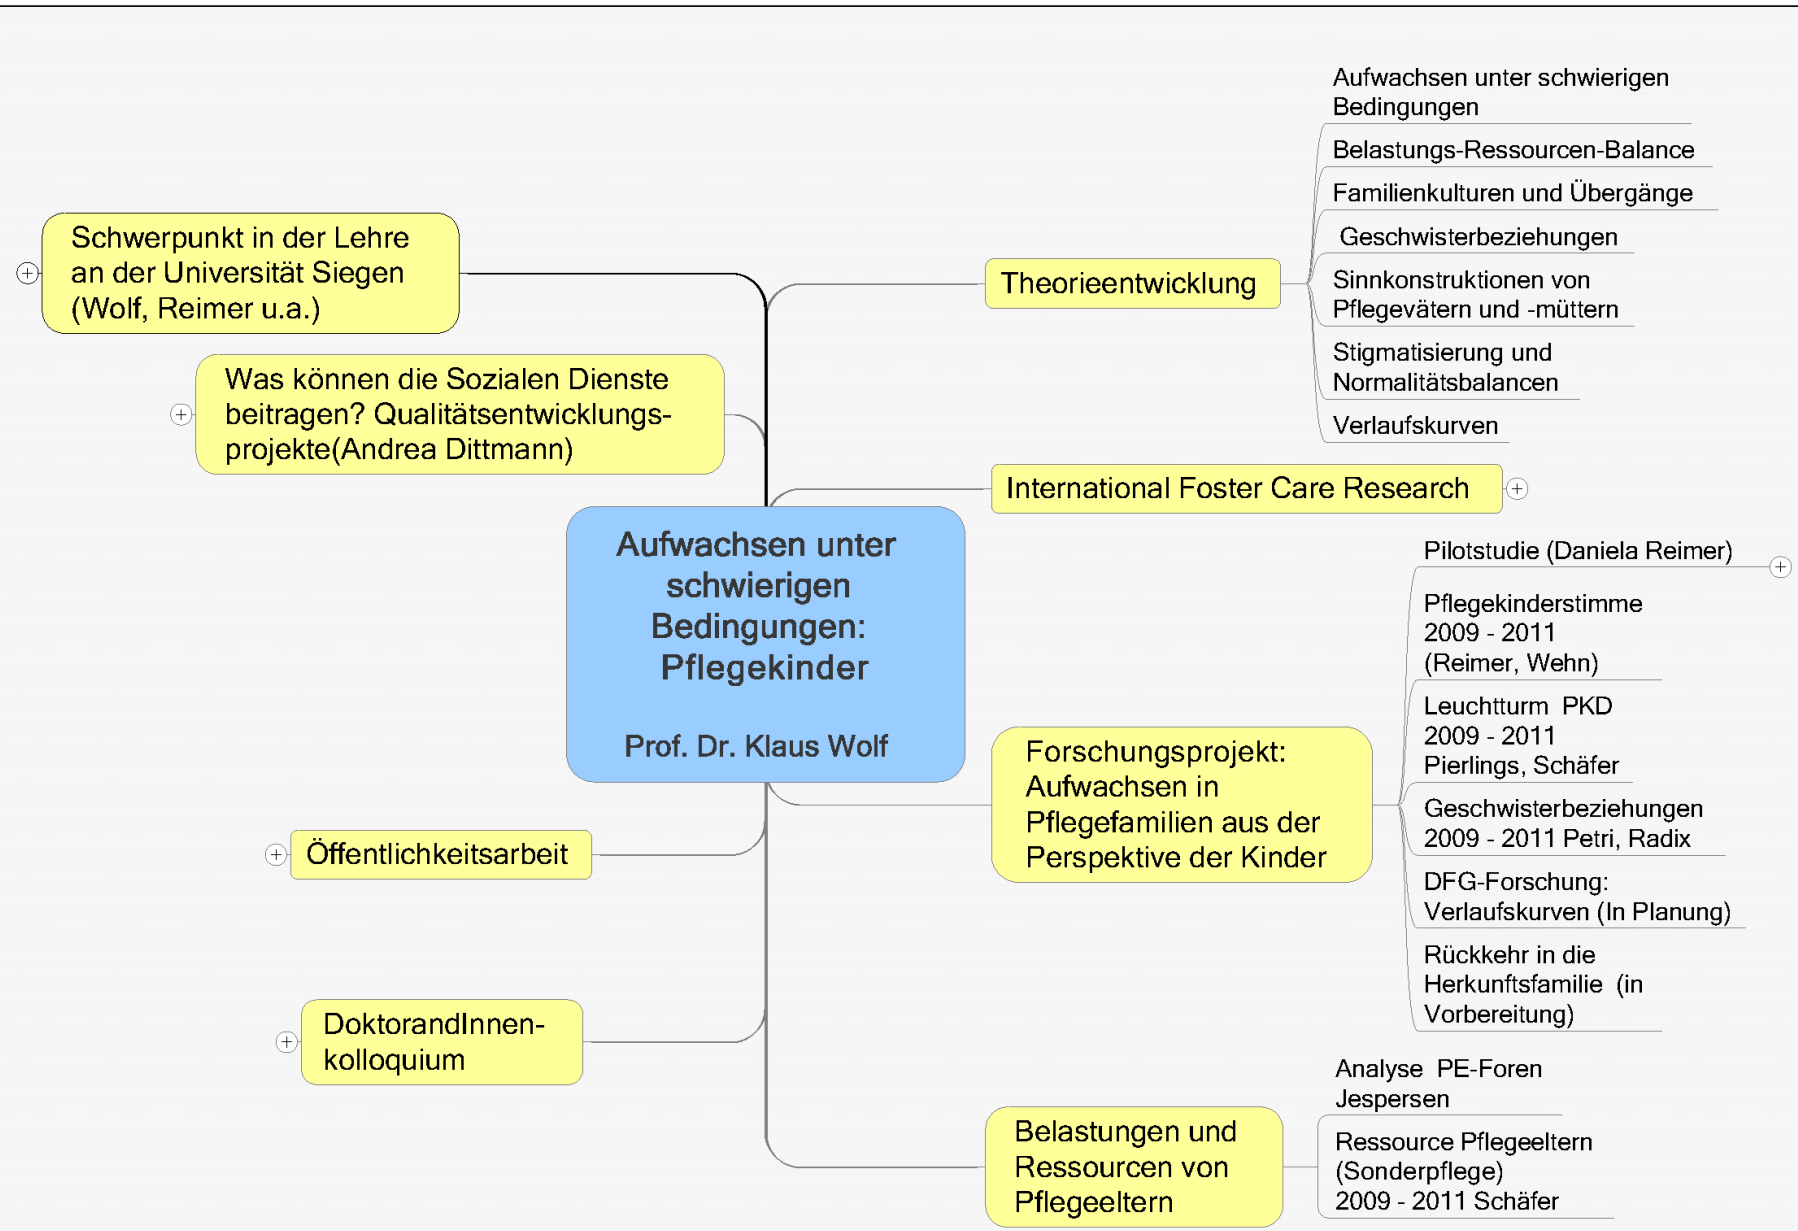 Schwerpunkt in der Lehre
an der Universität Siegen
(Wolf, Reimer u.a.)
Was können die Sozialen Dienste
beitragen? Qualitätsentwicklungs-
projekte(Andrea Dittmann)
Aufwachsen unter
schwierigen
Bedingungen:
Pflegekinder
Prof. Dr. Klaus Wolf
Öffentlichkeitsarbeit
DoktorandInnen-
kolloquium
Theorieentwicklung
Aufwachsen unter schwierigen
Bedingungen
Belastungs-Ressourcen-Balance
Familienkulturen und Übergänge
Geschwisterbeziehungen
Sinnkonstruktionen von
Pflegevätern und -müttern
Stigmatisierung und
Normalitätsbalancen
Verlaufskurven
International Foster Care Research
Forschungsprojekt:
Aufwachsen in
Pflegefamilien aus der
Perspektive der Kinder
Pilotstudie (Daniela Reimer)
Pflegekinderstimme
2009 - 2011
(Reimer, Wehn)
Leuchtturm PKD
2009 - 2011
Pierlings, Schäfer
Geschwisterbeziehungen
2009 - 2011 Petri, Radix
DFG-Forschung:
Verlaufskurven (In Planung)
Rückkehr in die
Herkunftsfamilie (in
Vorbereitung)
Belastungen und
Ressourcen von
Pflegeeltern
Analyse PE-Foren
Jespersen
Ressource Pflegeeltern
(Sonderpflege)
2009 - 2011 Schäfer